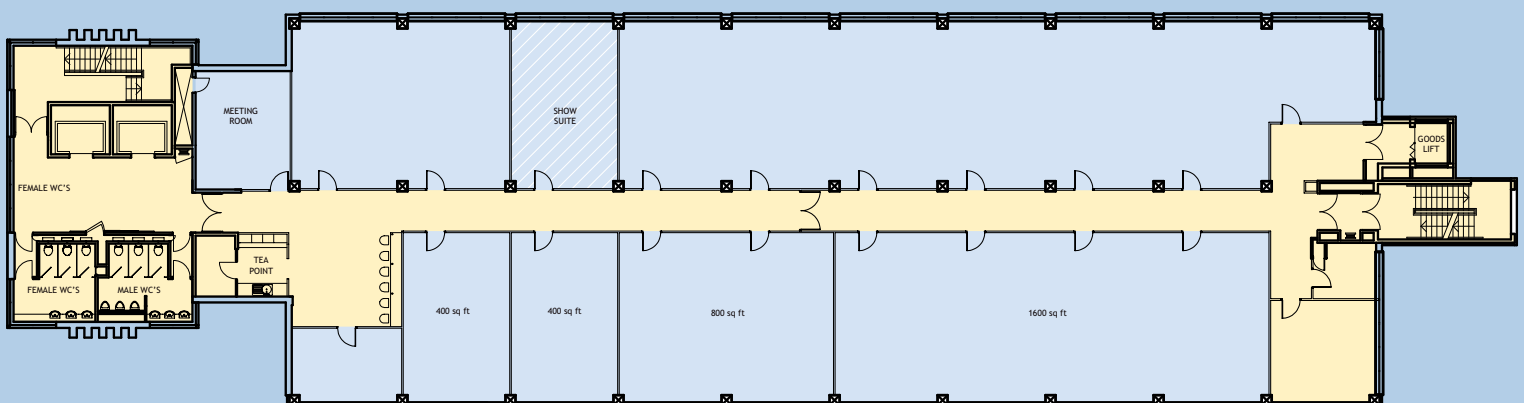 MEETING
ROOM
SHOW
SUITE
GOODS
LIFT
FEMALE WC'S
TEA
POINT
FEMALE WC'S
MALE WC'S
400 sq ft
400 sq ft
800 sq ft
1600 sq ft